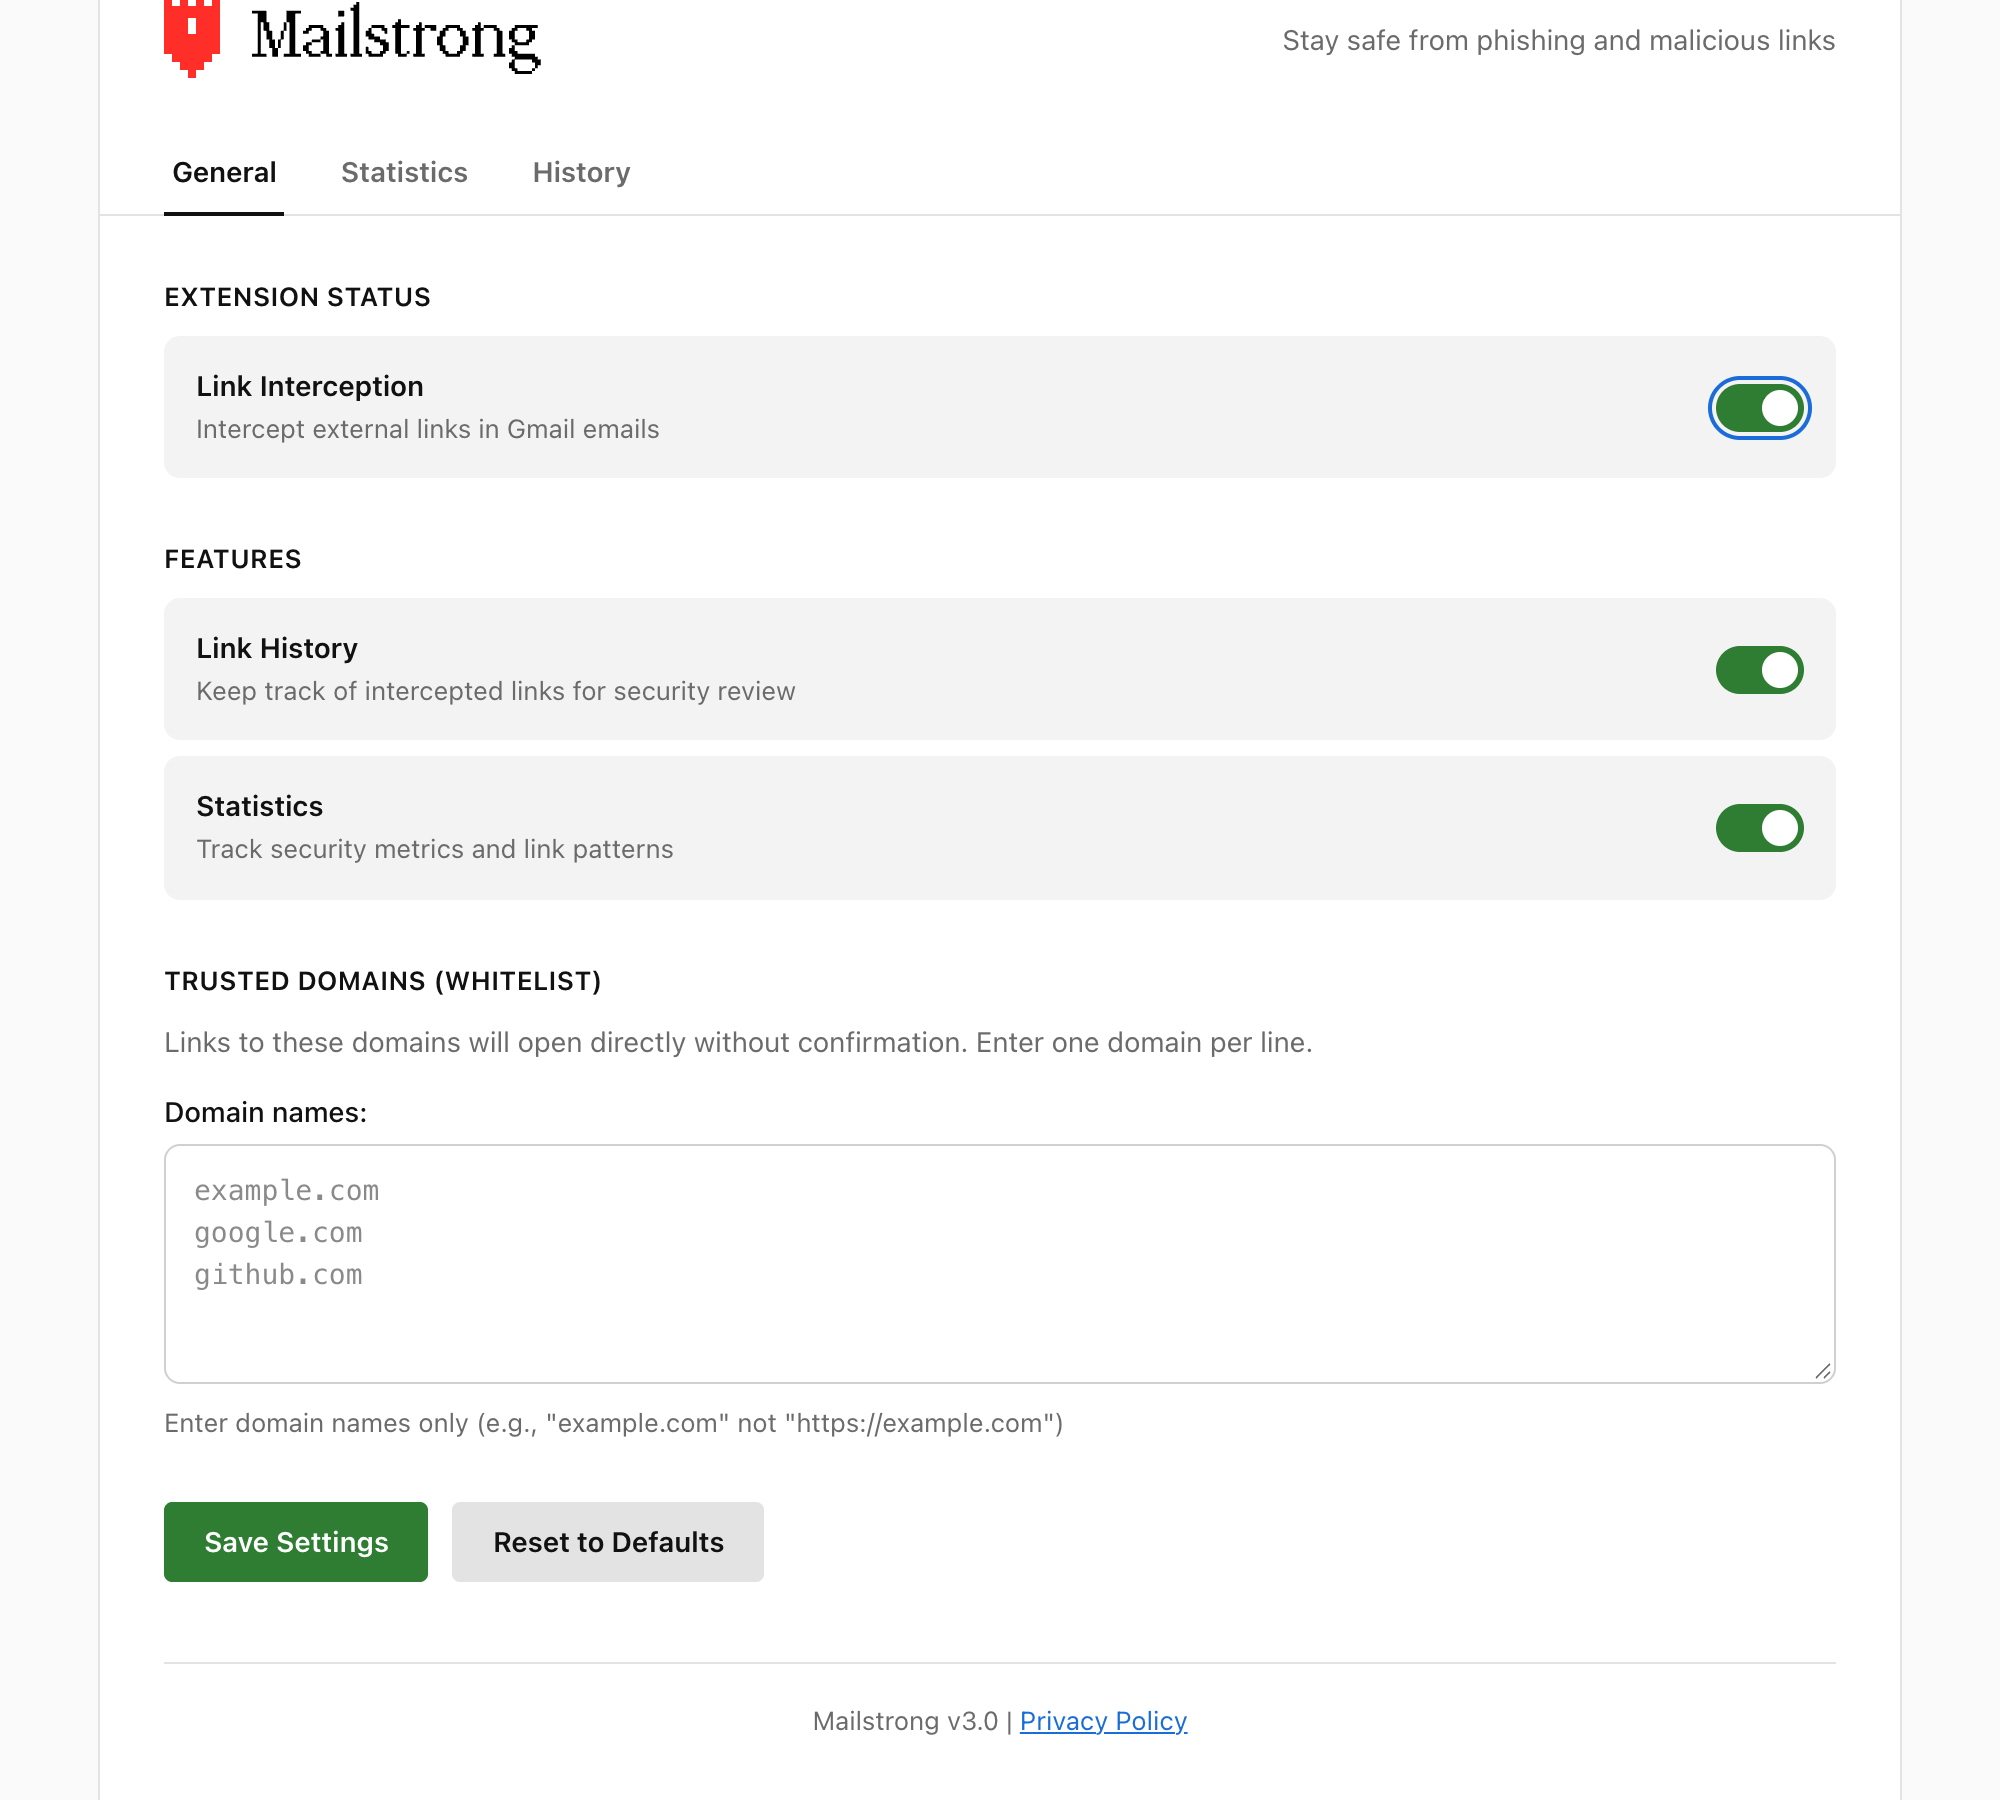 Mailstrong
Stay safe from phishing and malicious links
General
Statistics
History
EXTENSION STATUS
Link Interception
Intercept external links in Gmail emails
FEATURES
Link History
Keep track of intercepted links for security review
Statistics
Track security metrics and link patterns
TRUSTED DOMAINS (WHITELIST)
Links to these domains will open directly without confirmation. Enter one domain per line.
Domain names:
example.com
google.com
github.com
Enter domain names only (e.g., "example.com" not "https://example.com")
Save Settings
Reset to Defaults
Mailstrong v3.0 | Privacy Policy